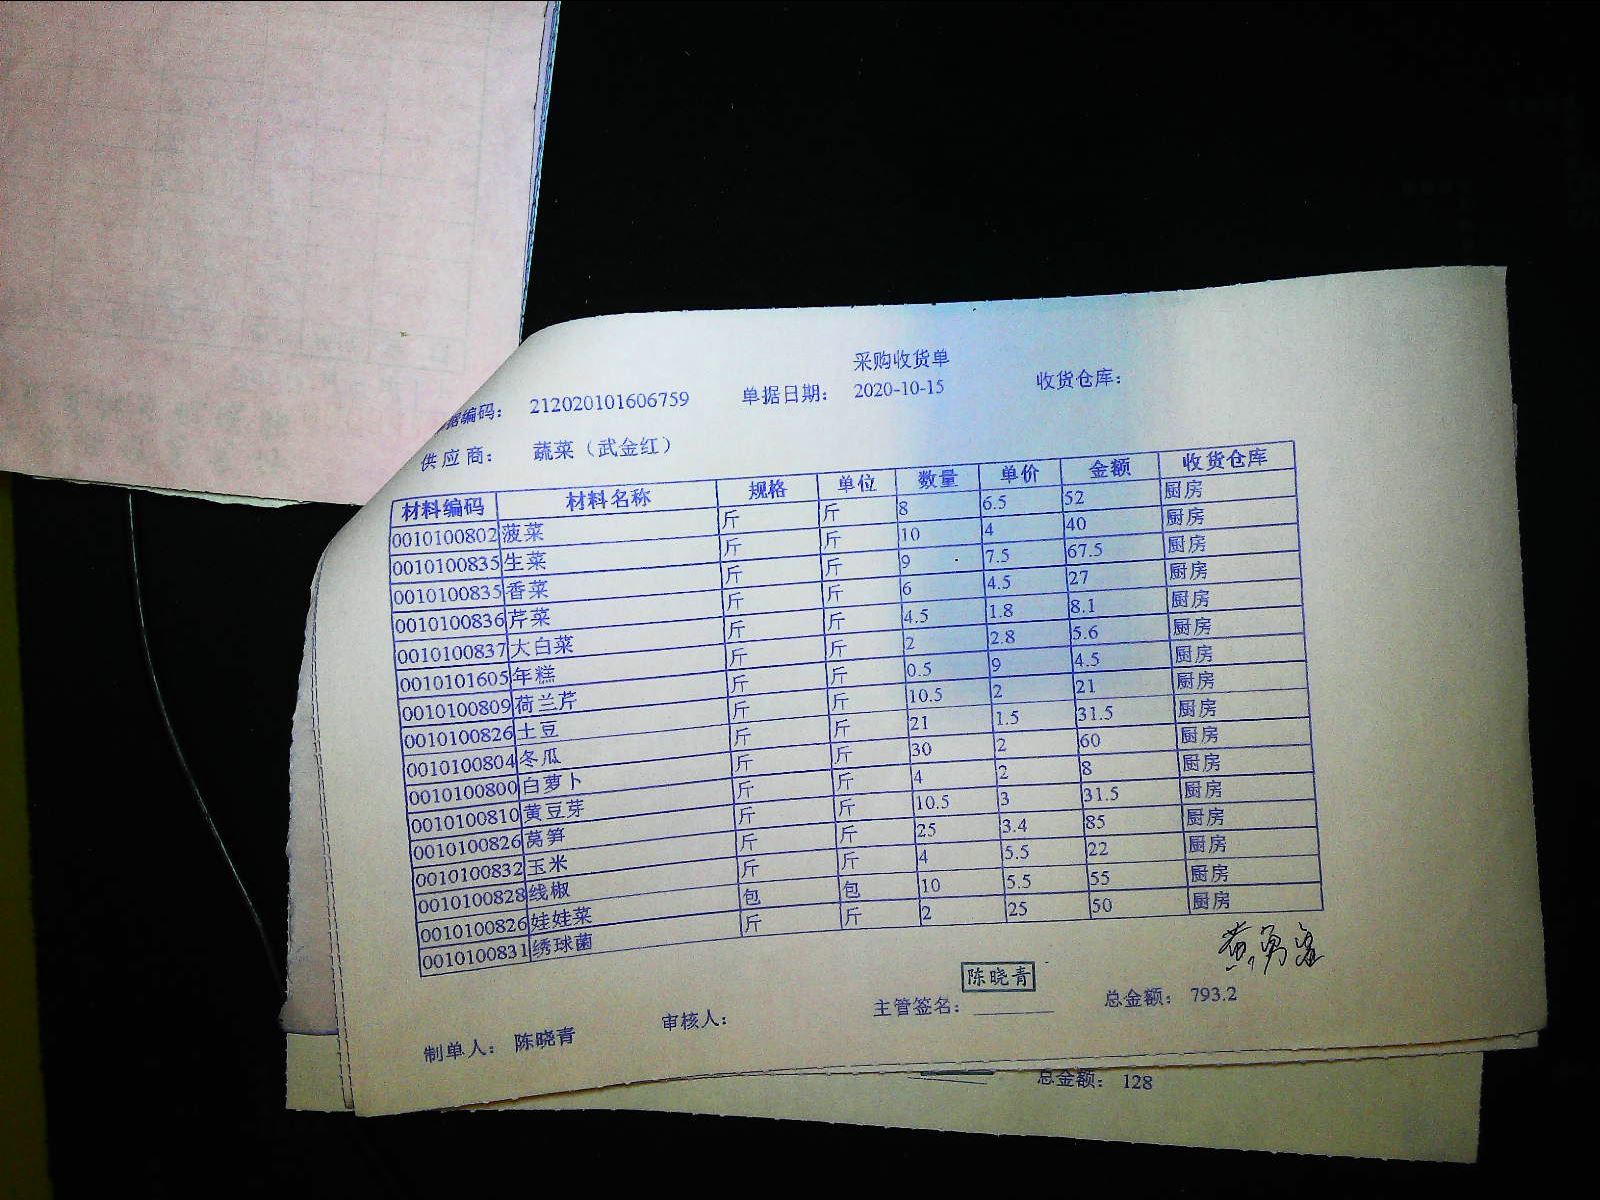 采购收货单
据编码： 212020101606759 单据日期： 2020-10-15 收货仓库：
供应商： 蔬菜（武金红）
材料编码 材料名称 规格 单位 数量 单价 金额 收货仓库
0010100802 菠菜 斤 斤 8 6.5 52 厨房
0010100835 生菜 斤 斤 10 4 40 厨房
0010100835 香菜 斤 斤 9 7.5 67.5 厨房
0010100836 芹菜 斤 斤 6 4.5 27 厨房
0010100837 大白菜 斤 斤 4.5 1.8 8.1 厨房
0010101605 年糕 斤 斤 2 2.8 5.6 厨房
0010100809 荷兰芹 斤 斤 0.5 9 4.5 厨房
0010100826 土豆 斤 斤 10.5 2 21 厨房
0010100804 冬瓜 斤 斤 21 1.5 31.5 厨房
0010100800 白萝卜 斤 斤 30 2 60 厨房
0010100810 黄豆芽 斤 斤 4 2 8 厨房
0010100826 莴笋 斤 斤 10.5 3 31.5 厨房
0010100832 玉米 斤 斤 25 3.4 85 厨房
0010100828 线椒 斤 斤 4 5.5 22 厨房
0010100826 娃娃菜 包 包 10 5.5 55 厨房
0010100831 绣球菌 斤 斤 2 25 50 厨房
陈晓青
制单人： 陈晓青 审核人： 主管签名： 总金额： 793.2
总金额： 128